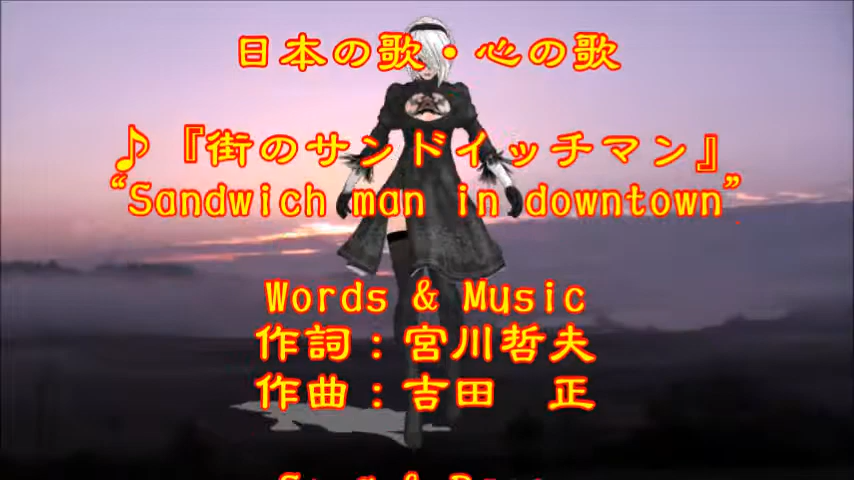 日本の歌・心の歌
♪『街のサンドイッチマン』
“Sandwich man in downtown”
Words & Music
作詞：宮川哲夫
作曲：吉田　正